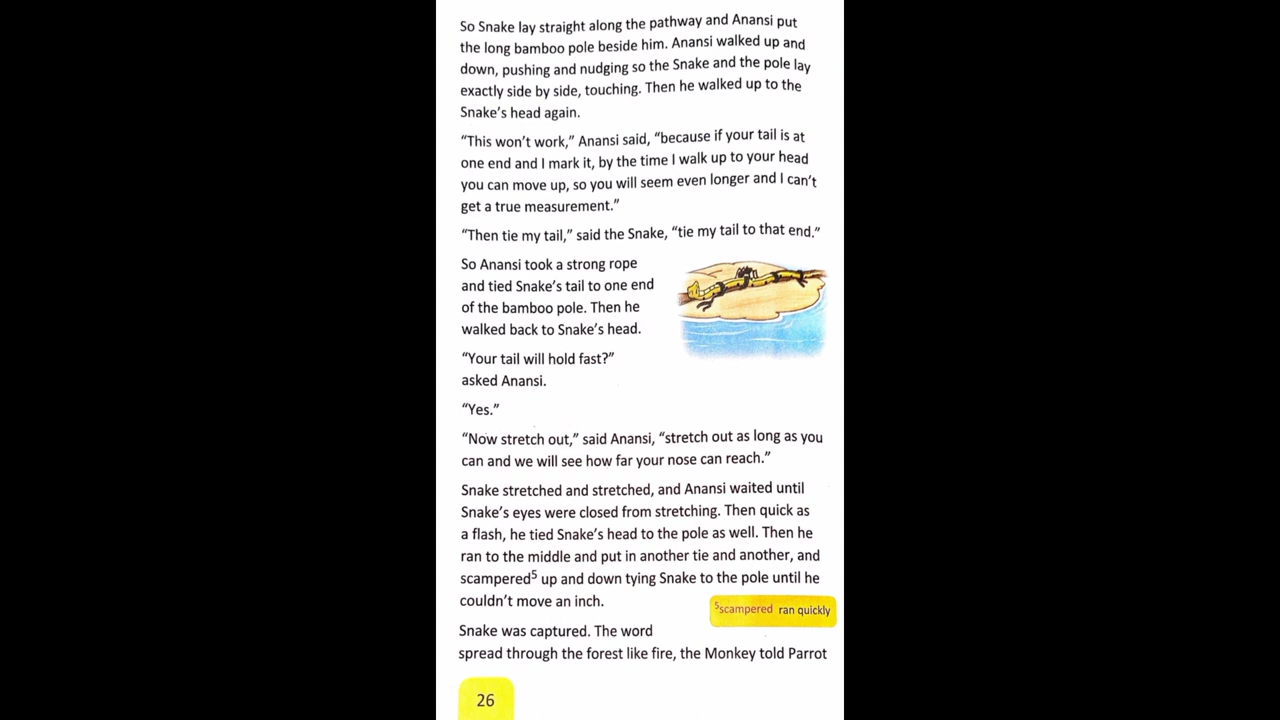 So Snake lay straight along the pathway and Anansi put
the long bamboo pole beside him. Anansi walked up and
down, pushing and nudging so the Snake and the pole lay
exactly side by side, touching. Then he walked up to the
Snake’s head again.
“This won’t work,” Anansi said, “because if your tail is at
one end and I mark it, by the time I walk up to your head
you can move up, so you will seem even longer and I can’t
get a true measurement.”
“Then tie my tail,” said the Snake, “tie my tail to that end.”
So Anansi took a strong rope
and tied Snake’s tail to one end
of the bamboo pole. Then he
walked back to Snake’s head.
“Your tail will hold fast?”
asked Anansi.
“Yes.”
“Now stretch out,” said Anansi, “stretch out as long as you
can and we will see how far your nose can reach.”
Snake stretched and stretched, and Anansi waited until
Snake’s eyes were closed from stretching. Then quick as
a flash, he tied Snake’s head to the pole as well. Then he
ran to the middle and put in another tie and another, and
scampered⁵ up and down tying Snake to the pole until he
couldn’t move an inch.
⁵scampered ran quickly
Snake was captured. The word
spread through the forest like fire, the Monkey told Parrot
26